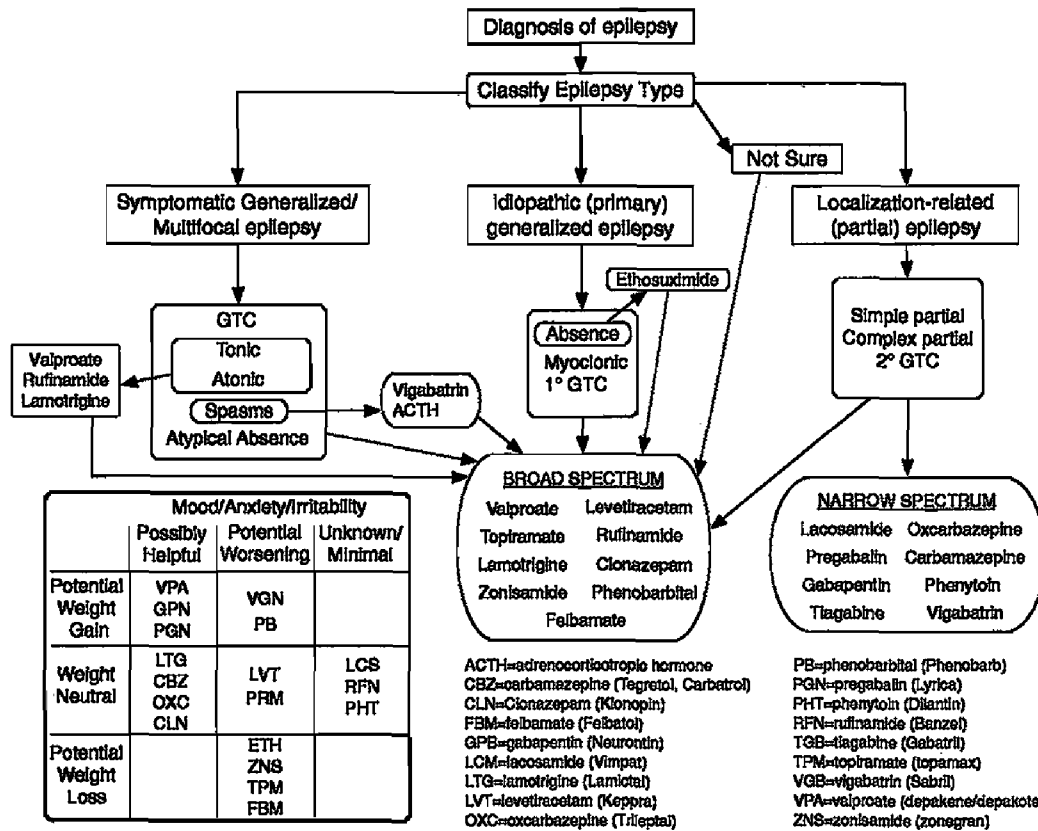 Diagnosis of epilepsy
Classify Epilepsy Type
Not Sure
Symptomatic Generalized/
Multifocal epilepsy
Idiopathic (primary)
generalized epilepsy
Localization-related
(partial) epilepsy
Ethosuximide
GTC
Tonic
Atonic
Spasms
Atypical Absence
Valproate
Rufinamide
Lamotrigine
Vigabatrin
ACTH
Absence
Myoclonic
1° GTC
Simple partial
Complex partial
2° GTC
BROAD SPECTRUM
Valproate Levetiracetam
Topiramate Rufinamide
Lamotrigine Clonazepam
Zonisamide Phenobarbital
Felbamate
NARROW SPECTRUM
Lacosamide Oxcarbazepine
Pregabalin Carbamazepine
Gabapentin Phenytoin
Tiagabine Vigabatrin
Mood/Anxiety/Irritability
Possibly Helpful
Potential Worsening
Unknown/ Minimal
Potential Weight Gain
VPA
GPN
PGN
VGN
PB
Weight Neutral
LTG
CBZ
OXC
CLN
LVT
PRM
LCS
RFN
PHT
Potential Weight Loss
ETH
ZNS
TPM
FBM
ACTH=adrenocorticotropic hormone
CBZ=carbamazepine (Tegretol, Carbatrol)
CLN=Clonazepam (Klonopin)
FBM=felbamate (Felbatol)
GPB=gabapentin (Neurontin)
LCM=lacosamide (Vimpat)
LTG=lamotrigine (Lamictal)
LVT=levetiracetam (Keppra)
OXC=oxcarbazepine (Trileptal)
PB=phenobarbital (Phenobarb)
PGN=pregabalin (Lyrica)
PHT=phenytoin (Dilantin)
RFN=rufinamide (Banzel)
TGB=tiagabine (Gabatril)
TPM=topiramate (topamax)
VGB=vigabatrin (Sabril)
VPA=valproate (depakene/depakote
ZNS=zonisamide (zonegran)